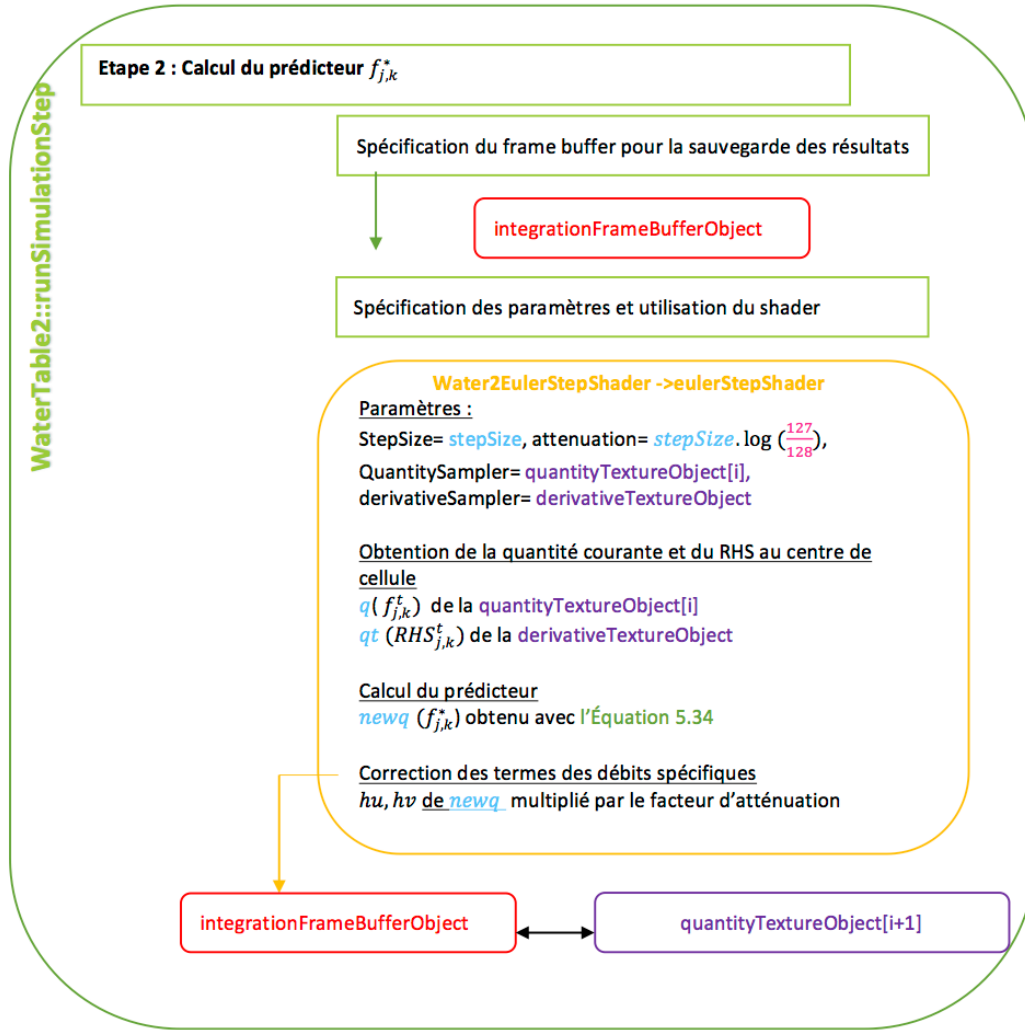 WaterTable2::runSimulationStep
Etape 2 : Calcul du prédicteur $f^*_{j,k}$
Spécification du frame buffer pour la sauvegarde des résultats
integrationFrameBufferObject
Spécification des paramètres et utilisation du shader
Water2EulerStepShader ->eulerStepShader
Paramètres :
StepSize= stepSize, attenuation= $stepSize.\log(\frac{127}{128})$,
QuantitySampler= quantityTextureObject[i],
derivativeSampler= derivativeTextureObject
Obtention de la quantité courante et du RHS au centre de
cellule
q( $f^t_{j,k}$) de la quantityTextureObject[i]
qt ($RHS^t_{j,k}$) de la derivativeTextureObject
Calcul du prédicteur
newq ($f^*_{j,k}$) obtenu avec l’Équation 5.34
Correction des termes des débits spécifiques
hu, hv de newq multiplié par le facteur d’atténuation
integrationFrameBufferObject
quantityTextureObject[i+1]